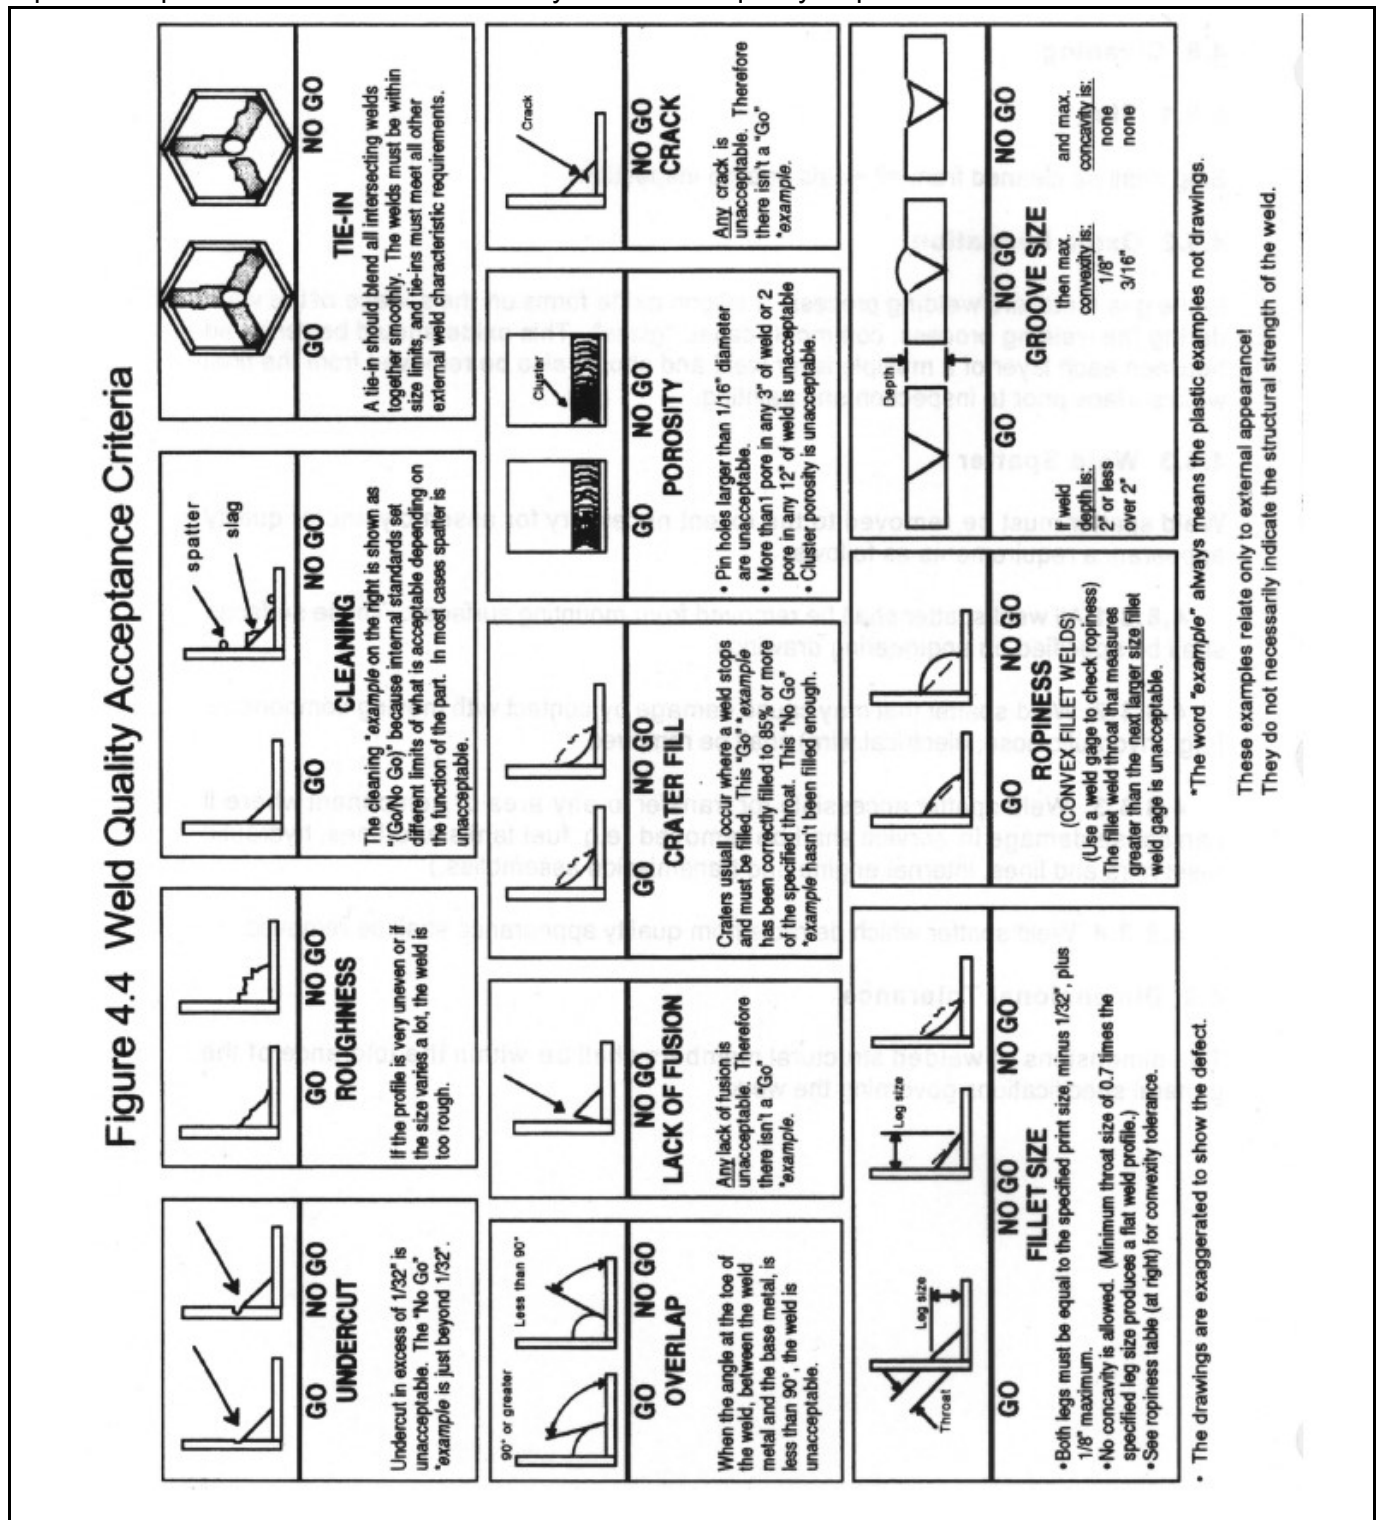 Figure 4.4 Weld Quality Acceptance Criteria
GO NO GO
UNDERCUT
Undercut in excess of 1/32" is
unacceptable. The "No Go"
*example is just beyond 1/32".
GO NO GO
ROUGHNESS
If the profile is very uneven or if
the size varies a lot, the weld is
too rough.
spatter
slag
GO NO GO
CLEANING
The cleaning *example on the right is shown as
"(Go/No Go)" because internal standards set
different limits of what is acceptable depending on
the function of the part. In most cases spatter is
unacceptable.
GO NO GO
TIE-IN
A tie-in should blend all intersecting welds
together smoothly. The welds must be within
size limits, and tie-ins must meet all other
external weld characteristic requirements.
90° or greater
Less than 90°
GO NO GO
OVERLAP
When the angle at the toe of
the weld, between the weld
metal and the base metal, is
less than 90°, the weld is
unacceptable.
NO GO
LACK OF FUSION
Any lack of fusion is
unacceptable. Therefore
there isn't a "Go"
*example.
GO NO GO
CRATER FILL
Craters usuall occur where a weld stops
and must be filled. This "Go" *example
has been correctly filled to 85% or more
of the specified throat. This "No Go"
*example hasn't been filled enough.
Cluster
GO NO GO
POROSITY
• Pin holes larger than 1/16" diameter
are unacceptable.
• More than1 pore in any 3" of weld or 2
pore in any 12" of weld is unacceptable
• Cluster porosity is unacceptable.
Crack
NO GO
CRACK
Any crack is
unacceptable. Therefore
there isn't a "Go"
*example.
Throat
Leg size
Leg size
GO NO GO NO GO
FILLET SIZE
• Both legs must be equal to the specified print size minus 1/32", plus
1/8" maximum.
• No concavity is allowed. (Minimum throat size of 0.7 times the
specified leg size produces a flat weld profile.)
• See ropiness table (at right) for convexity tolerance.
GO NO GO
ROPINESS
(CONVEX FILLET WELDS)
(Use a weld gage to check ropiness)
The fillet weld throat that measures
greater than the next larger size fillet
weld gage is unacceptable.
Depth
GO NO GO NO GO
GROOVE SIZE
If weld then max. and max.
depth is: convexity is: concavity is:
2" or less 1/8" none
over 2" 3/16" none
• The drawings are exaggerated to show the defect.
*The word "example" always means the plastic examples not drawings.
These examples relate only to external appearance!
They do not necessarily indicate the structural strength of the weld.